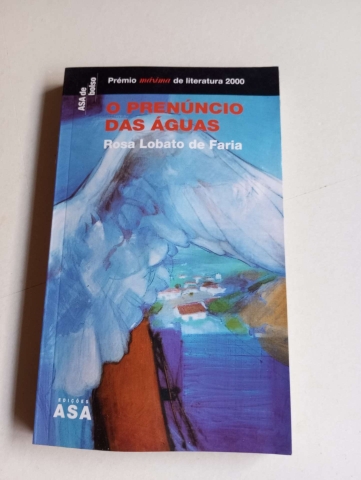 Prémio máxima de literatura 2000
ASA de bolso
O PRENÚNCIO
DAS ÁGUAS
Rosa Lobato de Faria
EDIÇÕES
ASA